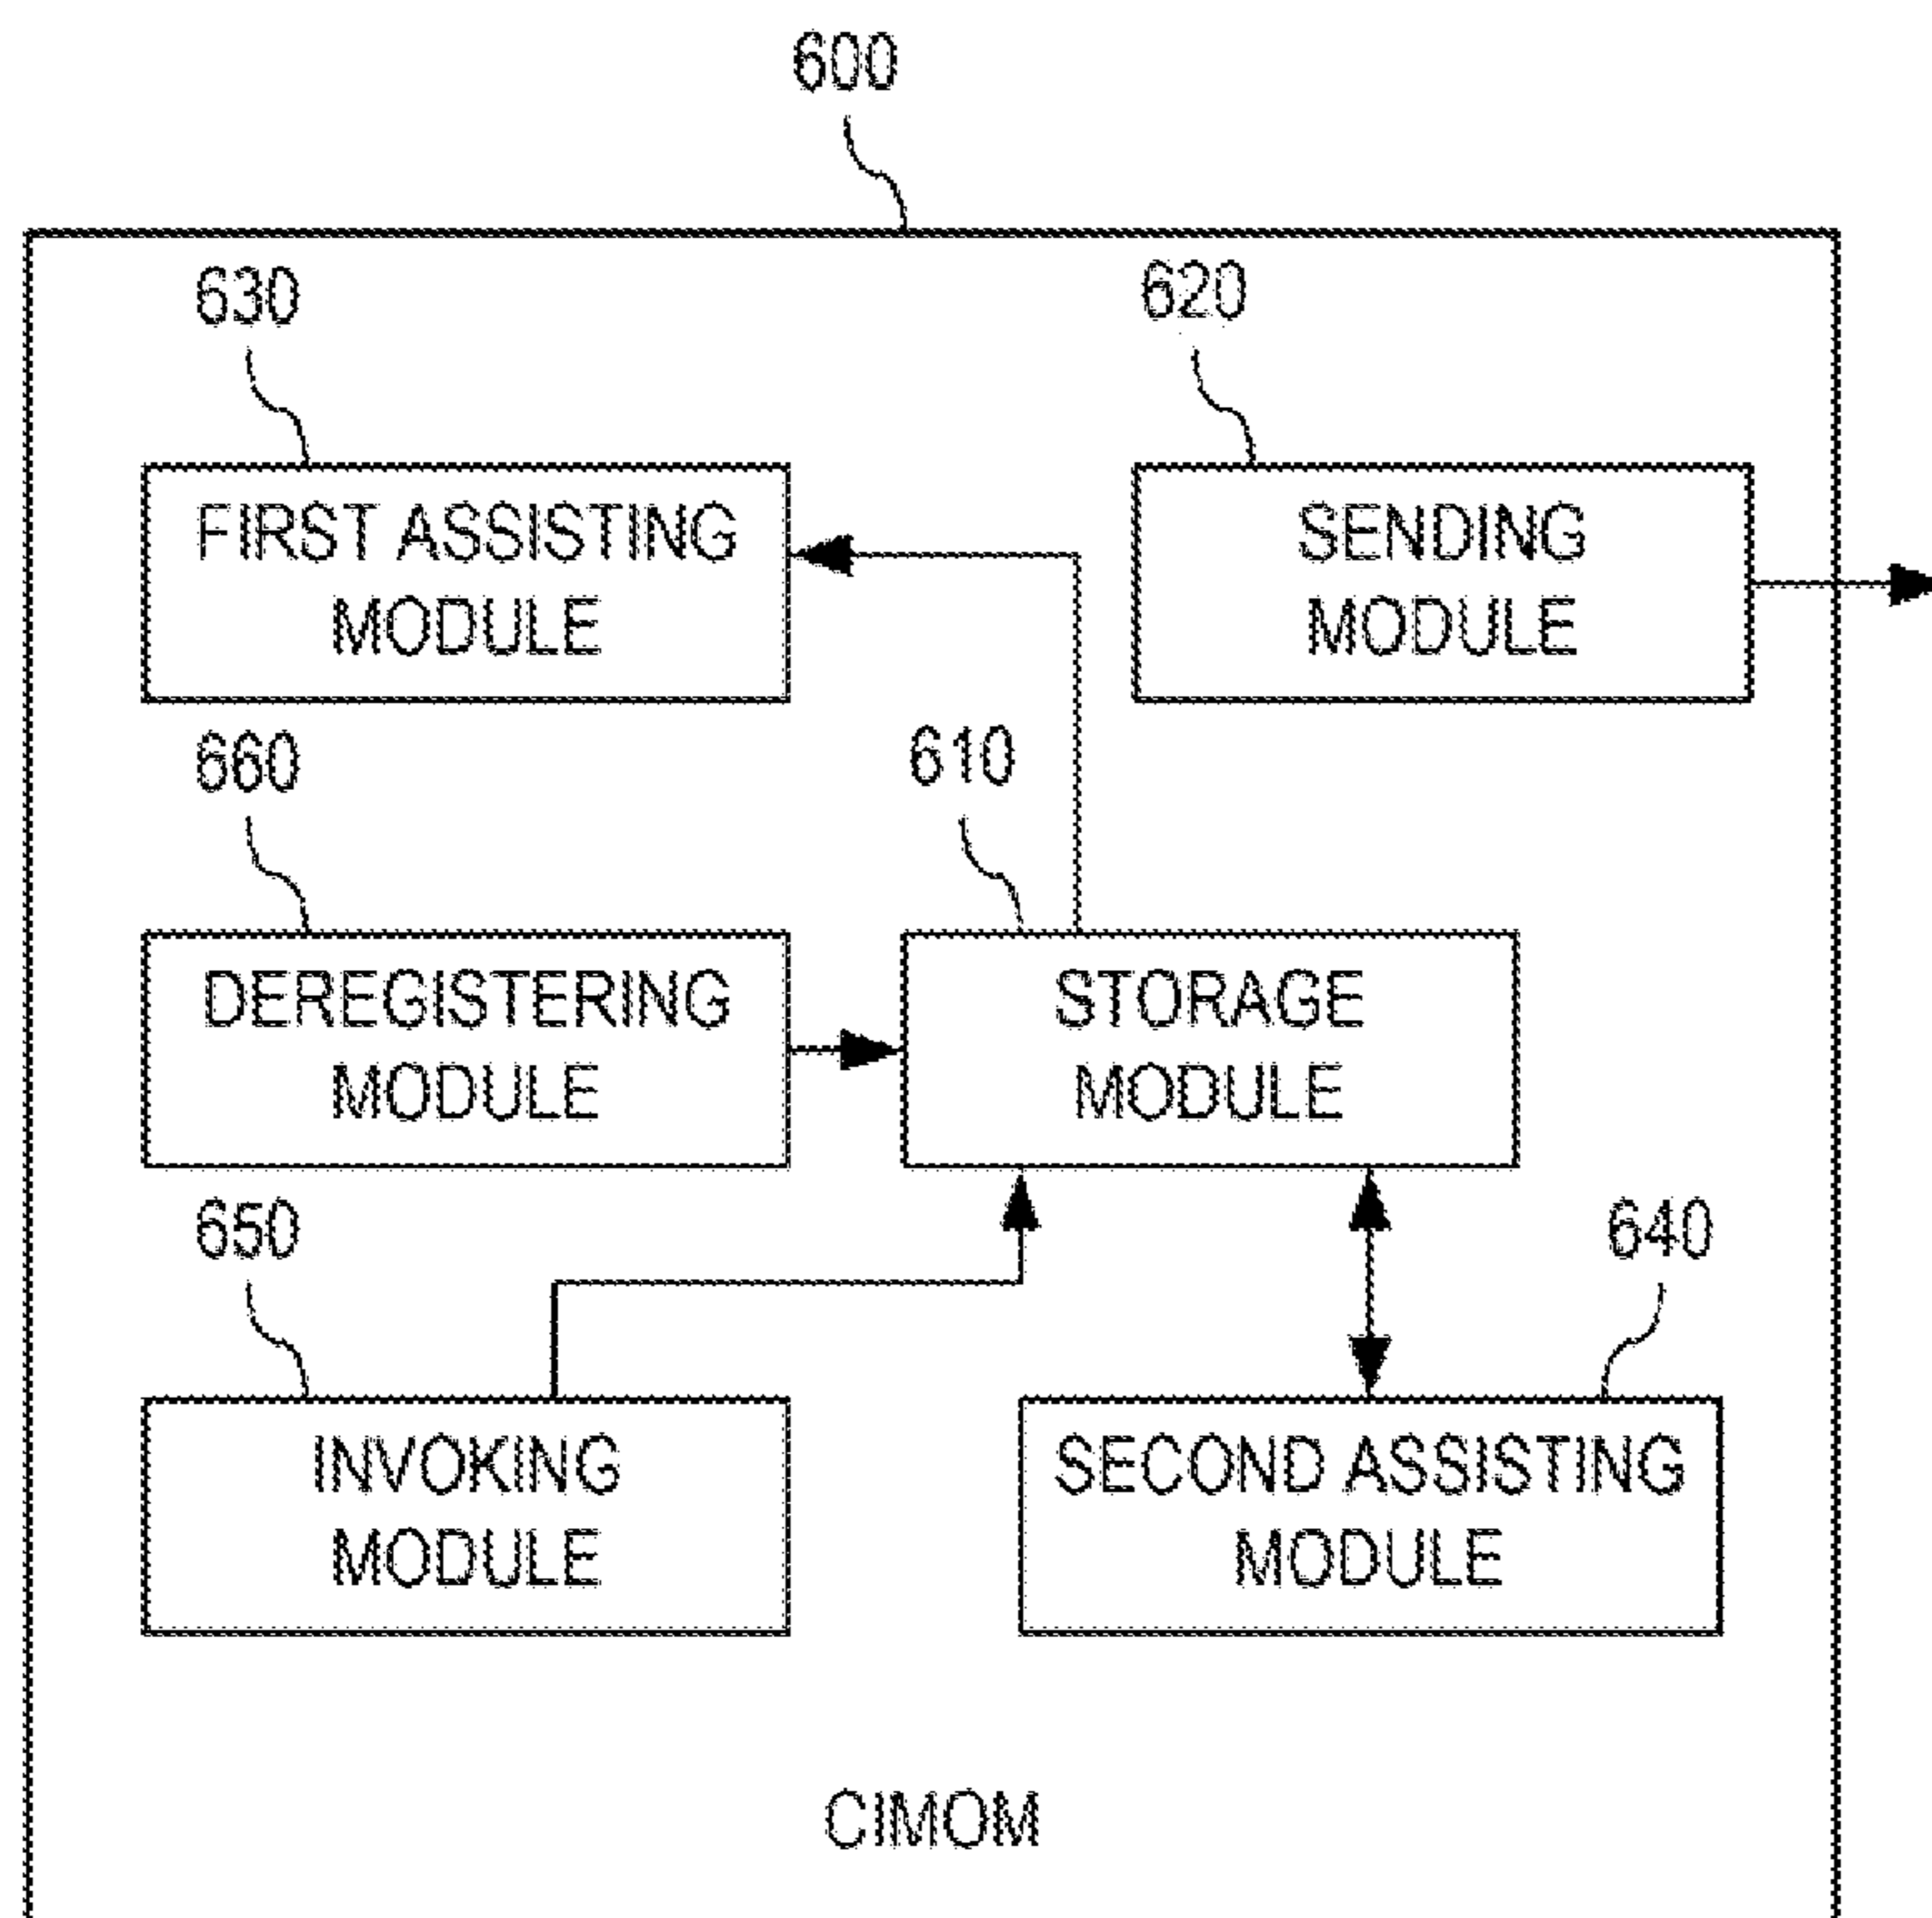 600
630
620
FIRST ASSISTING
MODULE
SENDING
MODULE
660
610
DEREGISTERING
MODULE
STORAGE
MODULE
650
640
INVOKING
MODULE
SECOND ASSISTING
MODULE
CIMOM